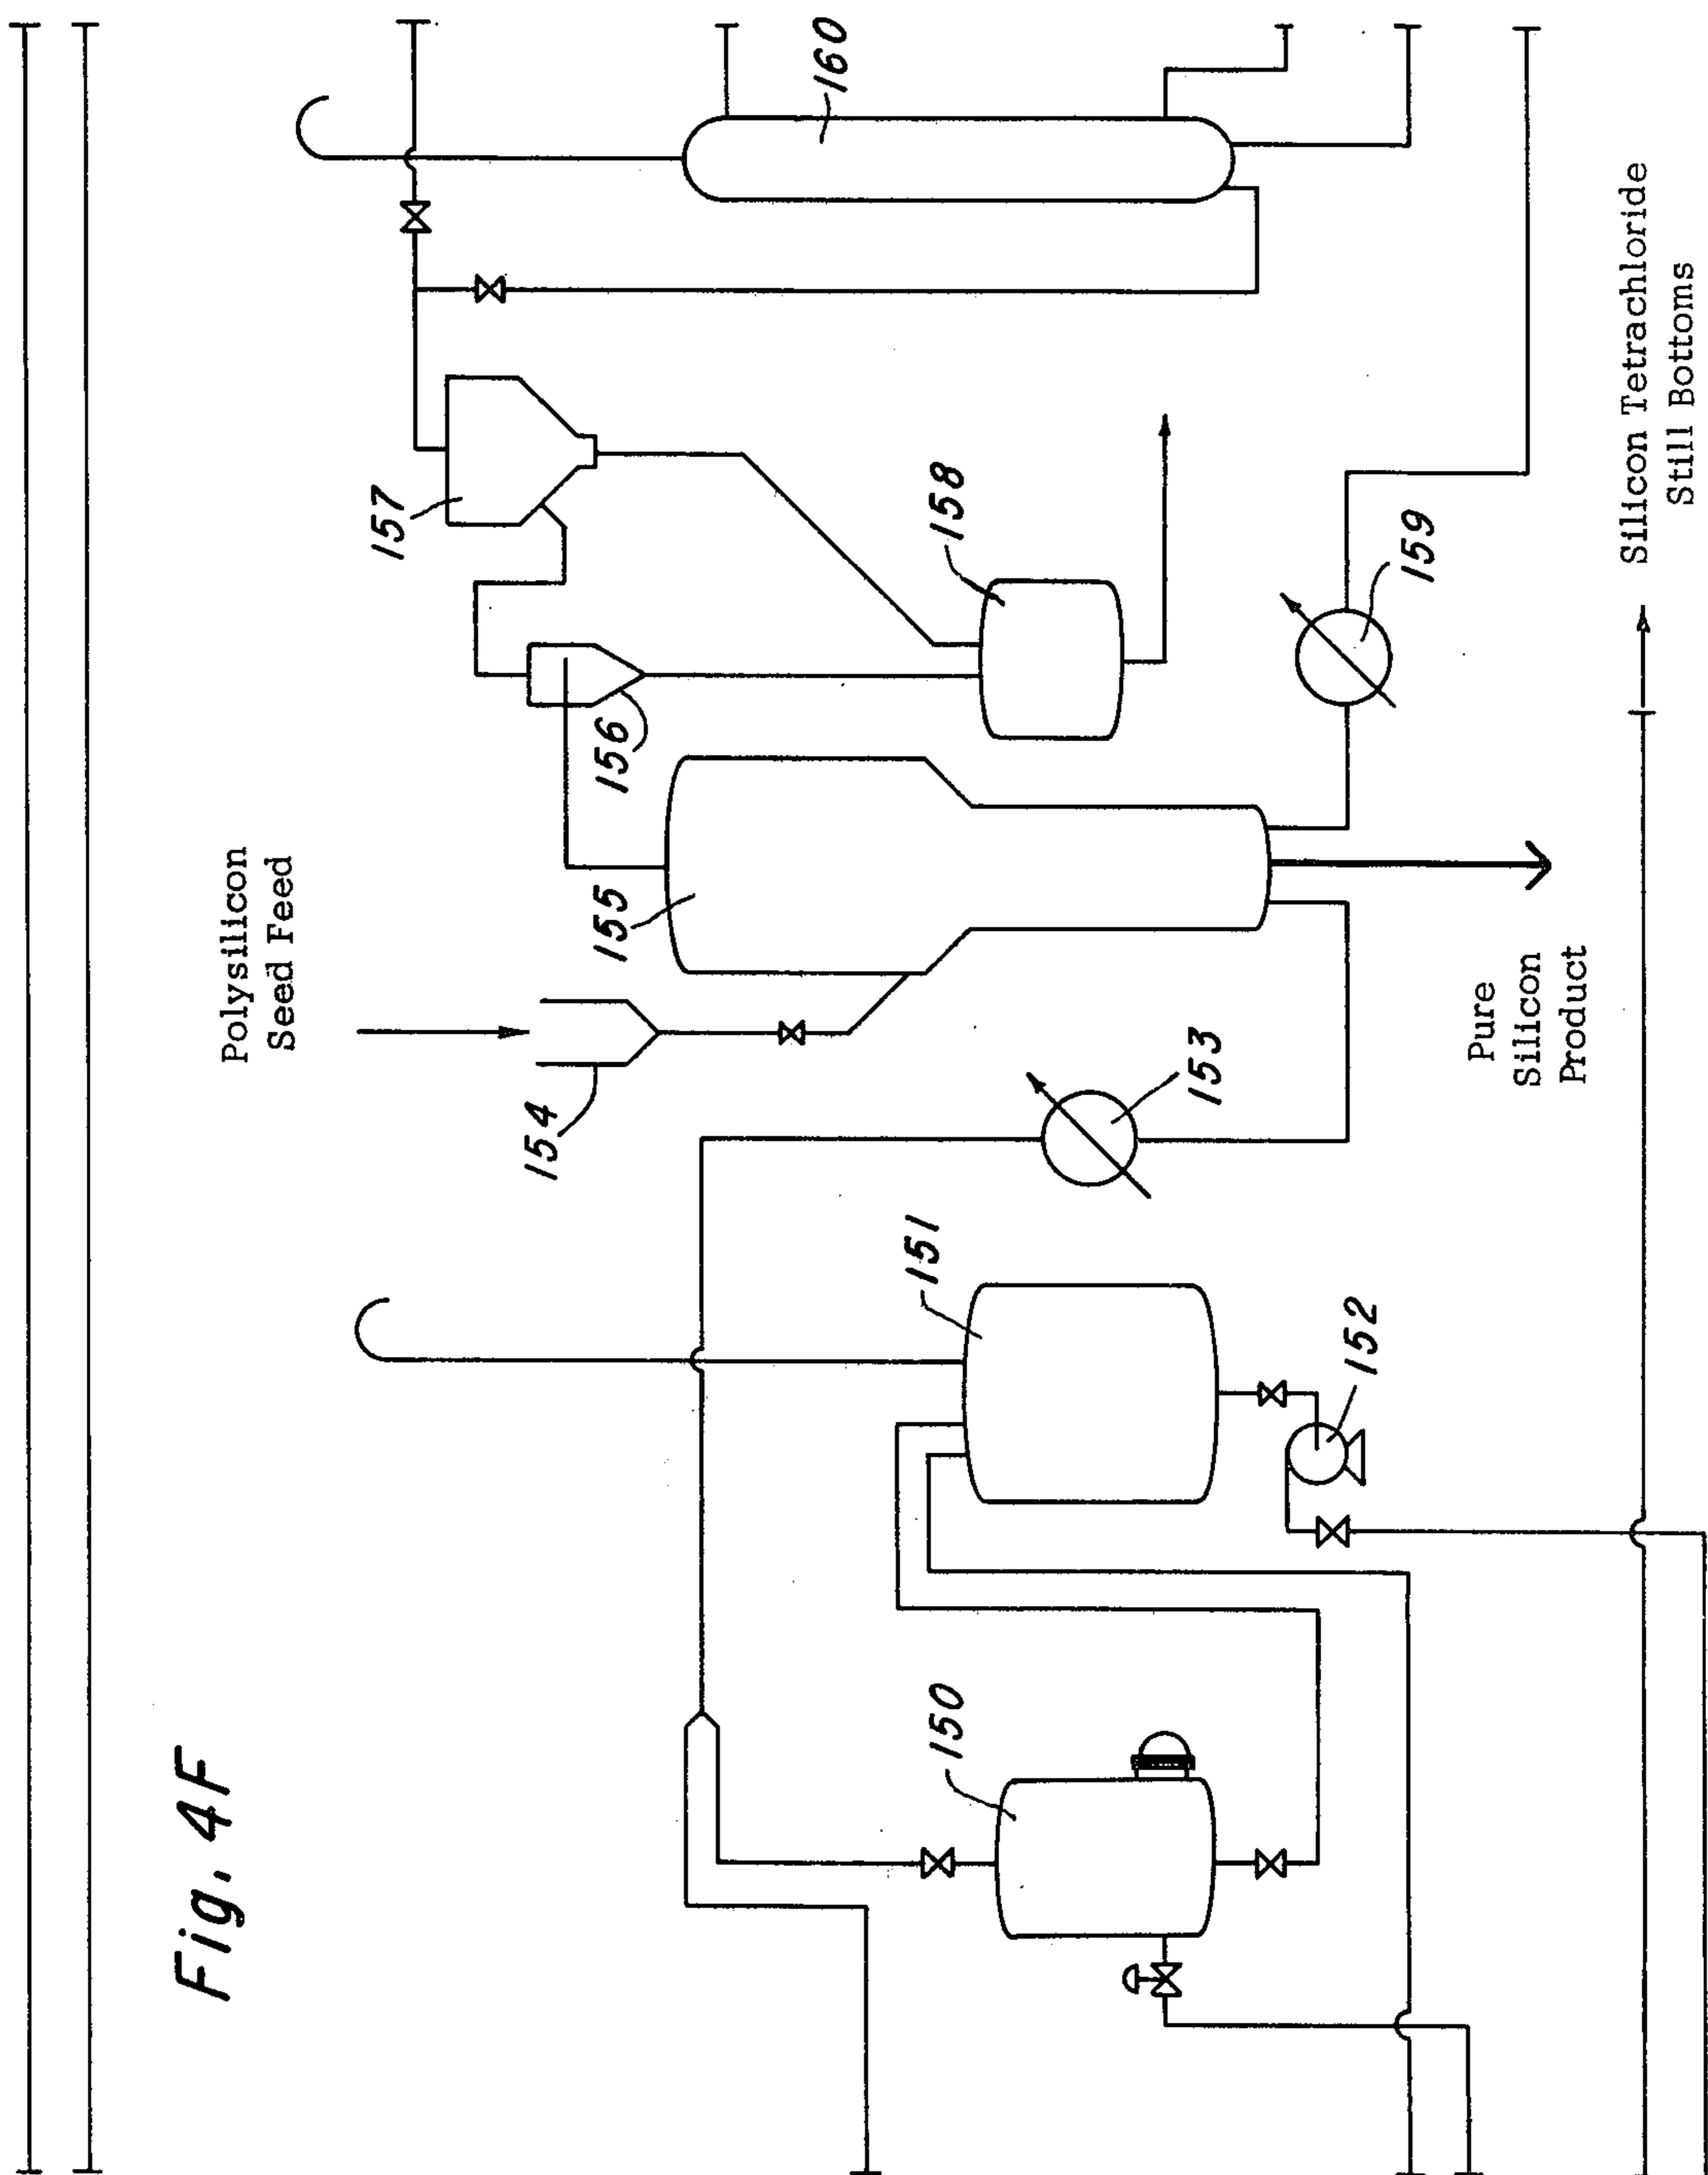 Fig. 4F
Polysilicon
Seed Feed
154
155
156
157
160
150
151
152
153
158
159
Pure
Silicon
Product
Silicon Tetrachloride
Still Bottoms